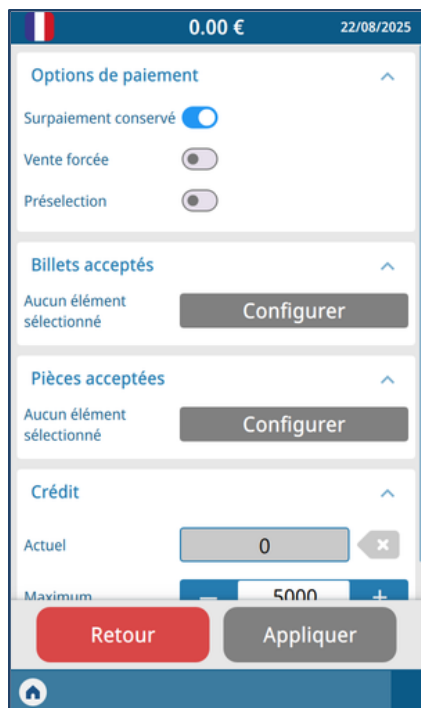 0.00 €
22/08/2025
Options de paiement
Surpaiement conservé
Vente forcée
Préselection
Billets acceptés
Aucun élément
sélectionné
Configurer
Pièces acceptées
Aucun élément
sélectionné
Configurer
Crédit
Actuel
0
Maximum
5000
Retour
Appliquer